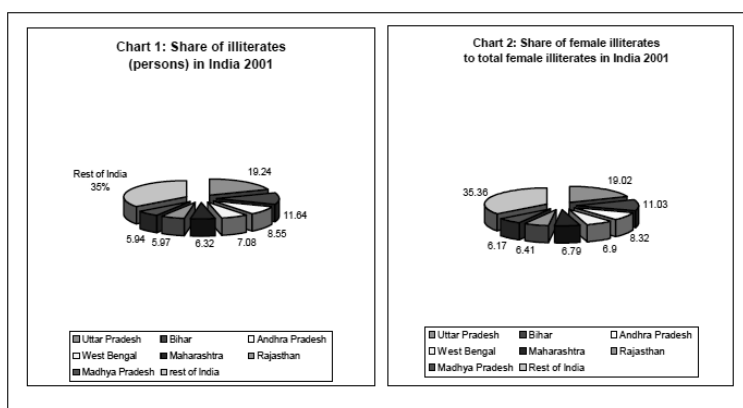 Chart 1: Share of illiterates
(persons) in India 2001
Rest of India
35%
19.24
11.64
8.55
7.08
6.32
5.97
5.94
Uttar Pradesh
Bihar
Andhra Pradesh
West Bengal
Maharashtra
Rajasthan
Madhya Pradesh
rest of India
Chart 2: Share of female illiterates
to total female illiterates in India 2001
35.36
19.02
11.03
8.32
6.9
6.79
6.41
6.17
Uttar Pradesh
Bihar
Andhra Pradesh
West Bengal
Maharashtra
Rajasthan
Madhya Pradesh
Rest of India